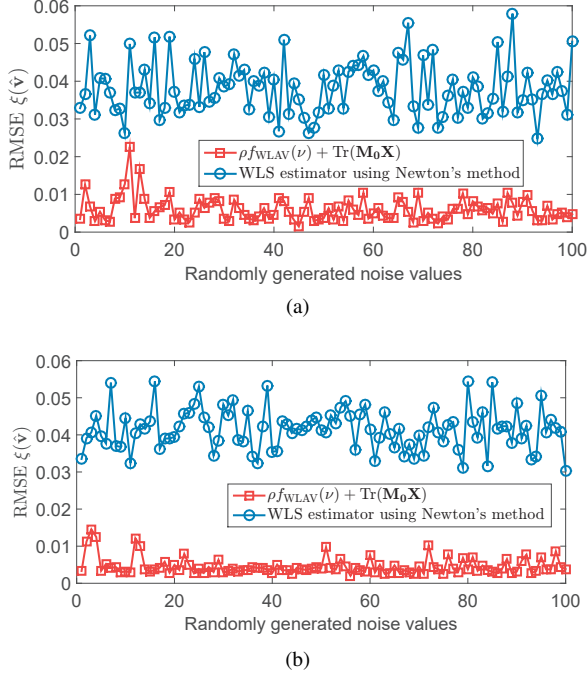 0.06
0.05
0.04
0.03
0.02
0.01
0
RMSE ξ(v̂)
ρf_WLAV(ν) + Tr(M₀X)
WLS estimator using Newton's method
0 20 40 60 80 100
Randomly generated noise values
(a)
0.06
0.05
0.04
0.03
0.02
0.01
0
RMSE ξ(v̂)
ρf_WLAV(ν) + Tr(M₀X)
WLS estimator using Newton's method
0 20 40 60 80 100
Randomly generated noise values
(b)